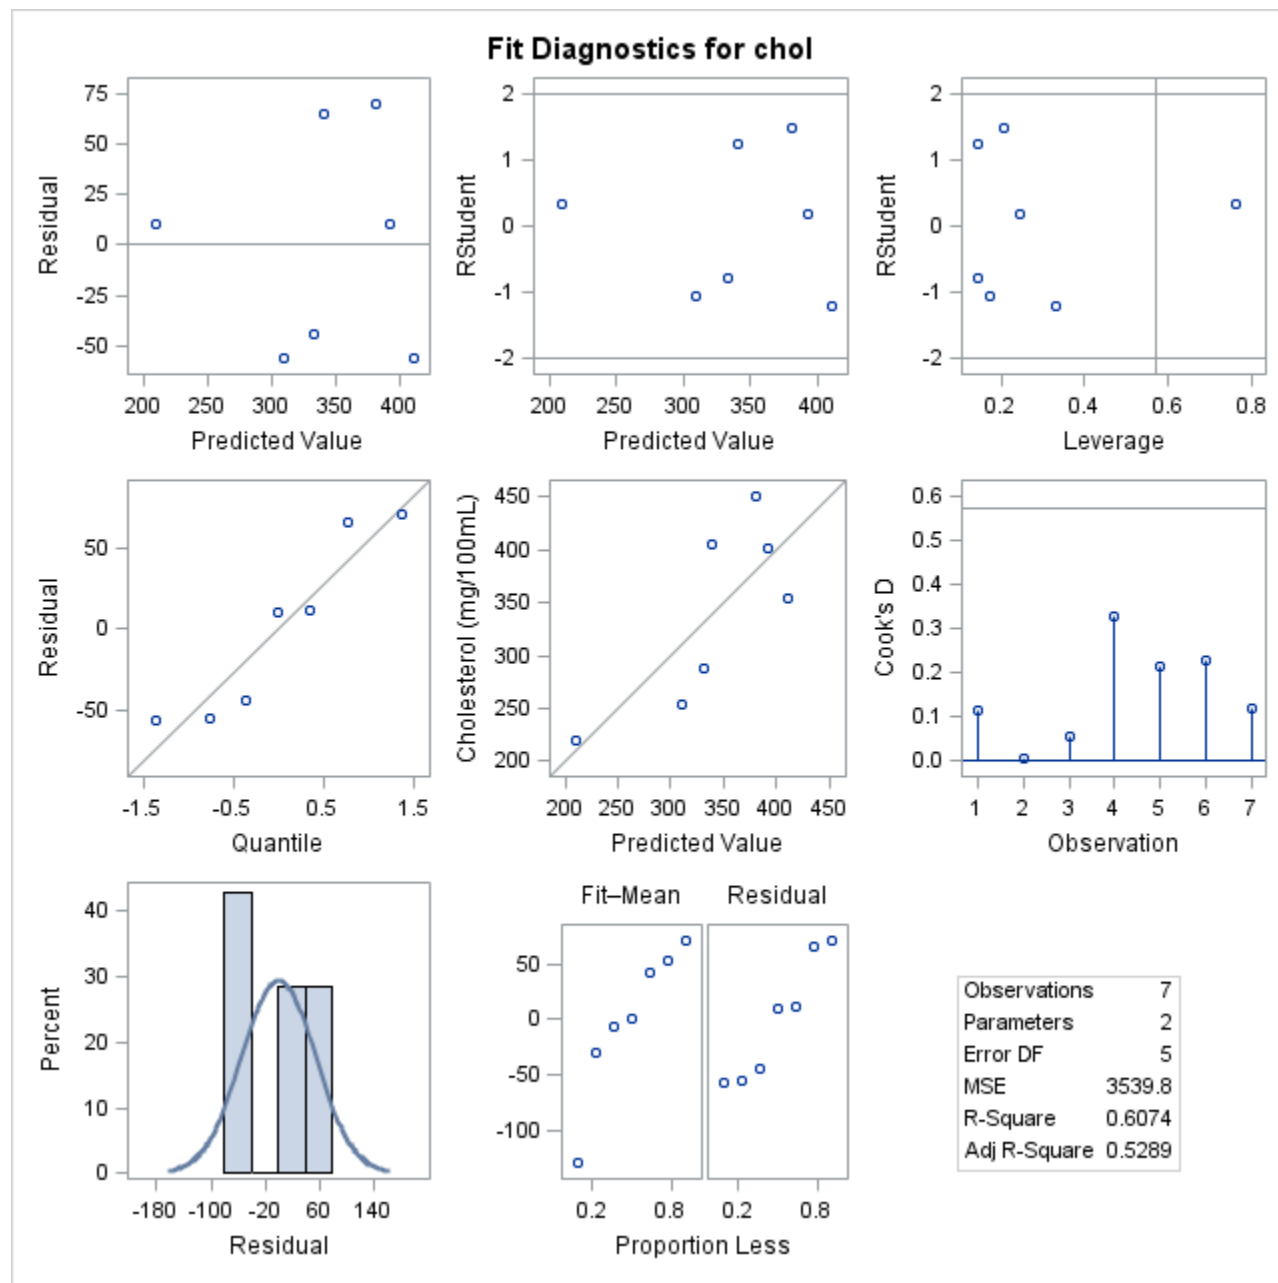 Fit Diagnostics for chol
75
50
25
0
-25
-50
Residual
200 250 300 350 400
Predicted Value
2
1
0
-1
-2
RStudent
200 250 300 350 400
Predicted Value
2
1
0
-1
-2
RStudent
0.2 0.4 0.6 0.8
Leverage
50
0
-50
Residual
-1.5 -0.5 0.5 1.5
Quantile
450
400
350
300
250
200
Cholesterol (mg/100mL)
200 250 300 350 400 450
Predicted Value
0.6
0.5
0.4
0.3
0.2
0.1
0.0
Cook's D
1 2 3 4 5 6 7
Observation
40
30
20
10
0
Percent
-180 -100 -20 60 140
Residual
Fit–Mean Residual
50
0
-50
-100
0.2 0.8 0.2 0.8
Proportion Less
Observations 7
Parameters 2
Error DF 5
MSE 3539.8
R-Square 0.6074
Adj R-Square 0.5289